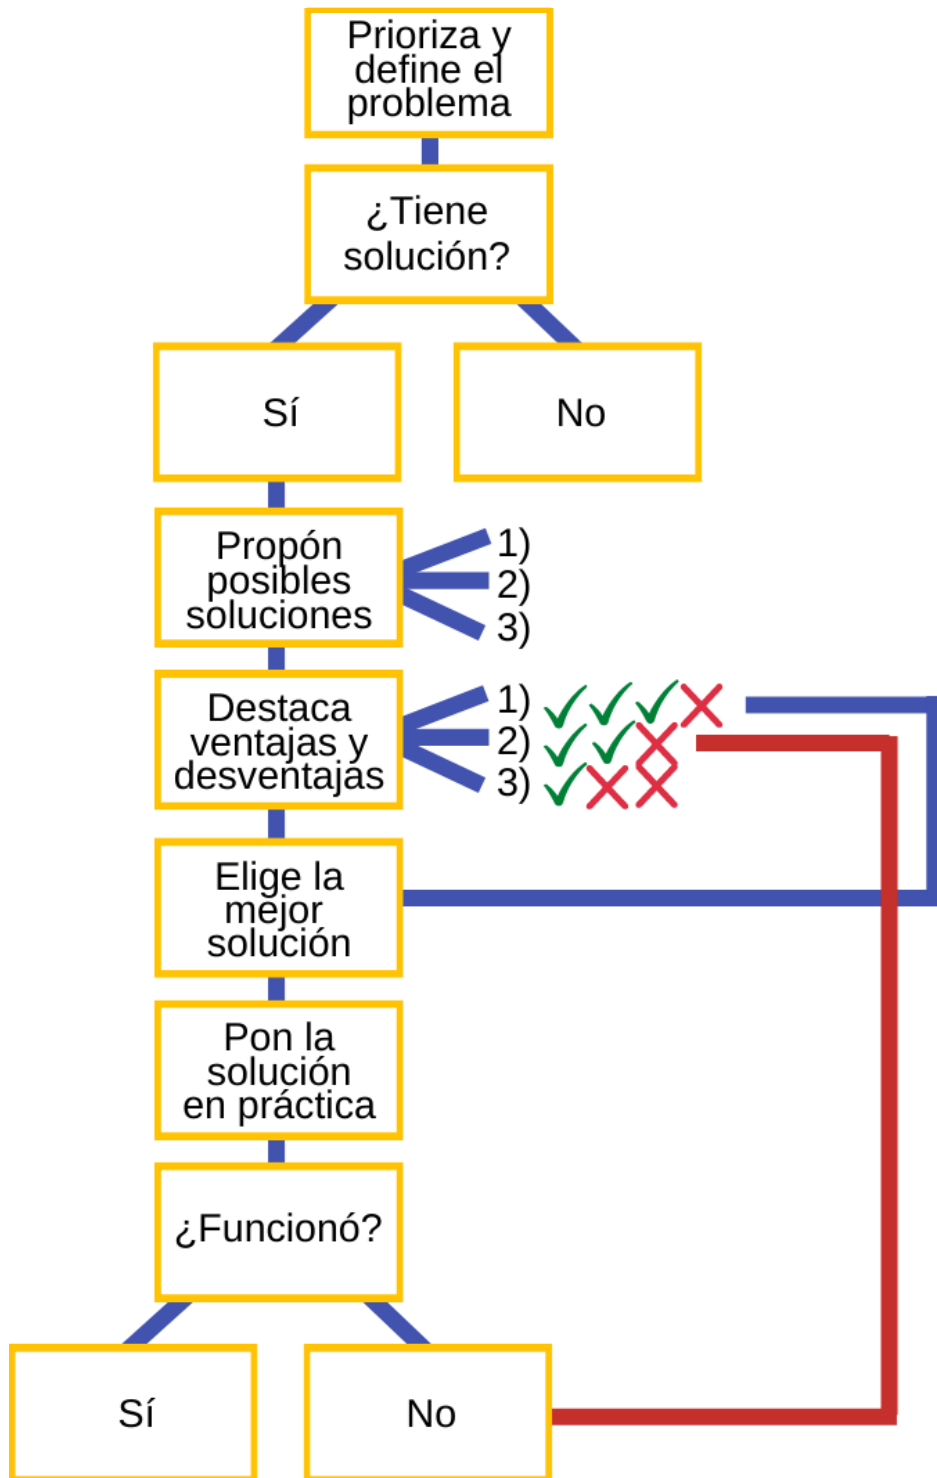 Prioriza y
define el
problema
¿Tiene
solución?
Sí
No
Propón
posibles
soluciones
1)
2)
3)
Destaca
ventajas y
desventajas
1)
2)
3)
Elige la
mejor
solución
Pon la
solución
en práctica
¿Funcionó?
Sí
No